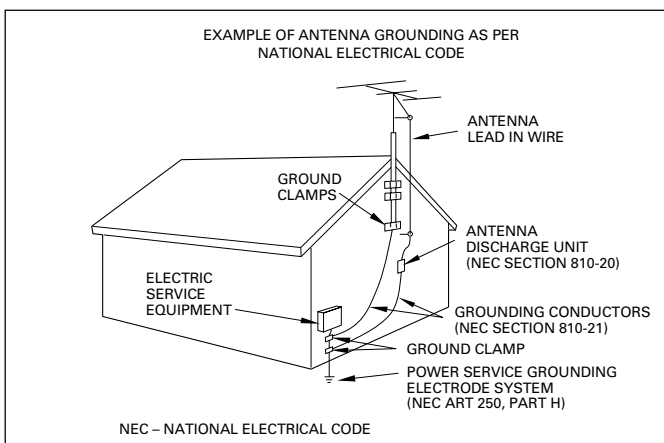 EXAMPLE OF ANTENNA GROUNDING AS PER
NATIONAL ELECTRICAL CODE
ANTENNA
LEAD IN WIRE
GROUND
CLAMPS
ANTENNA
DISCHARGE UNIT
(NEC SECTION 810-20)
ELECTRIC
SERVICE
EQUIPMENT
GROUNDING CONDUCTORS
(NEC SECTION 810-21)
GROUND CLAMP
POWER SERVICE GROUNDING
ELECTRODE SYSTEM
(NEC ART 250, PART H)
NEC – NATIONAL ELECTRICAL CODE